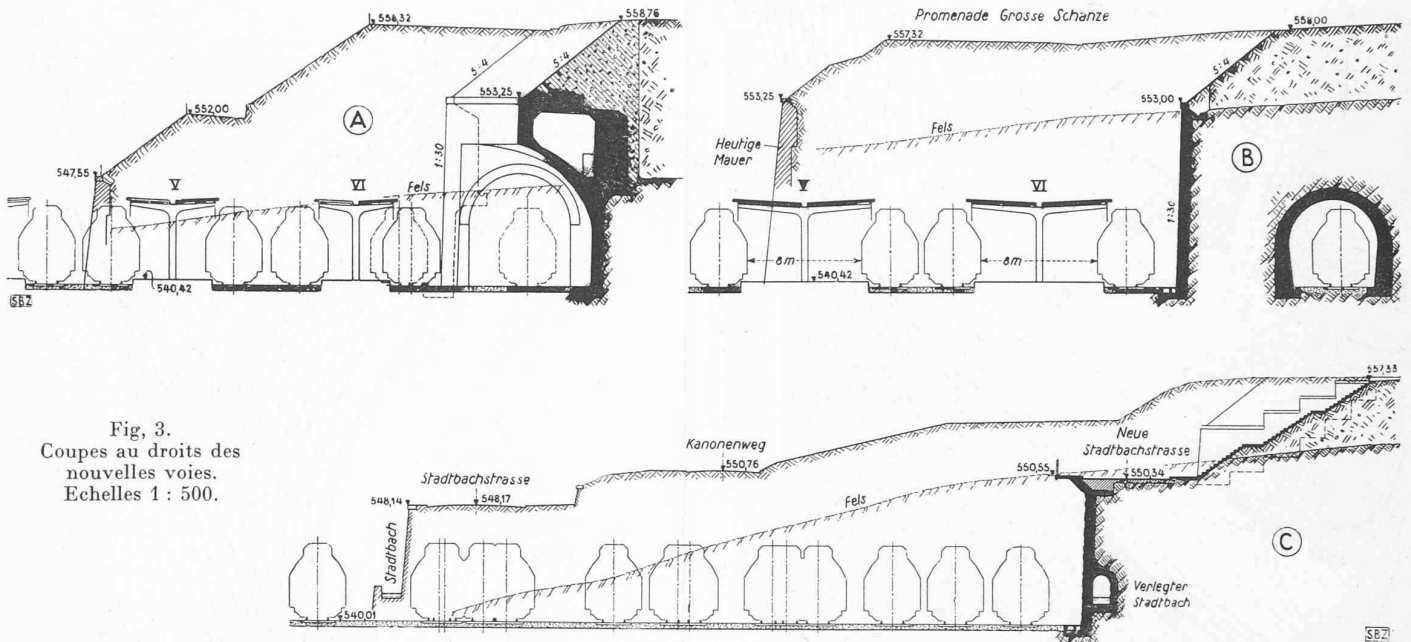 558,32
558,76
5:4
5:4
552,00
553,25
A
547,55
1:30
V
VI
Fels
540,42
SBZ
Promenade Grosse Schanze
557,32
558,00
5:4
553,25
553,00
Fels
Heutige
Mauer
B
V
VI
1:30
8m
8m
540,42
Fig, 3.
Coupes au droits des
nouvelles voies.
Echelles 1 : 500.
557,33
Kanonenweg
550,76
Neue
Stadtbachstrasse
550,55
550,34
Stadtbachstrasse
548,14
548,17
Fels
Stadtbach
C
Verlegter
Stadtbach
540,01
SBZ